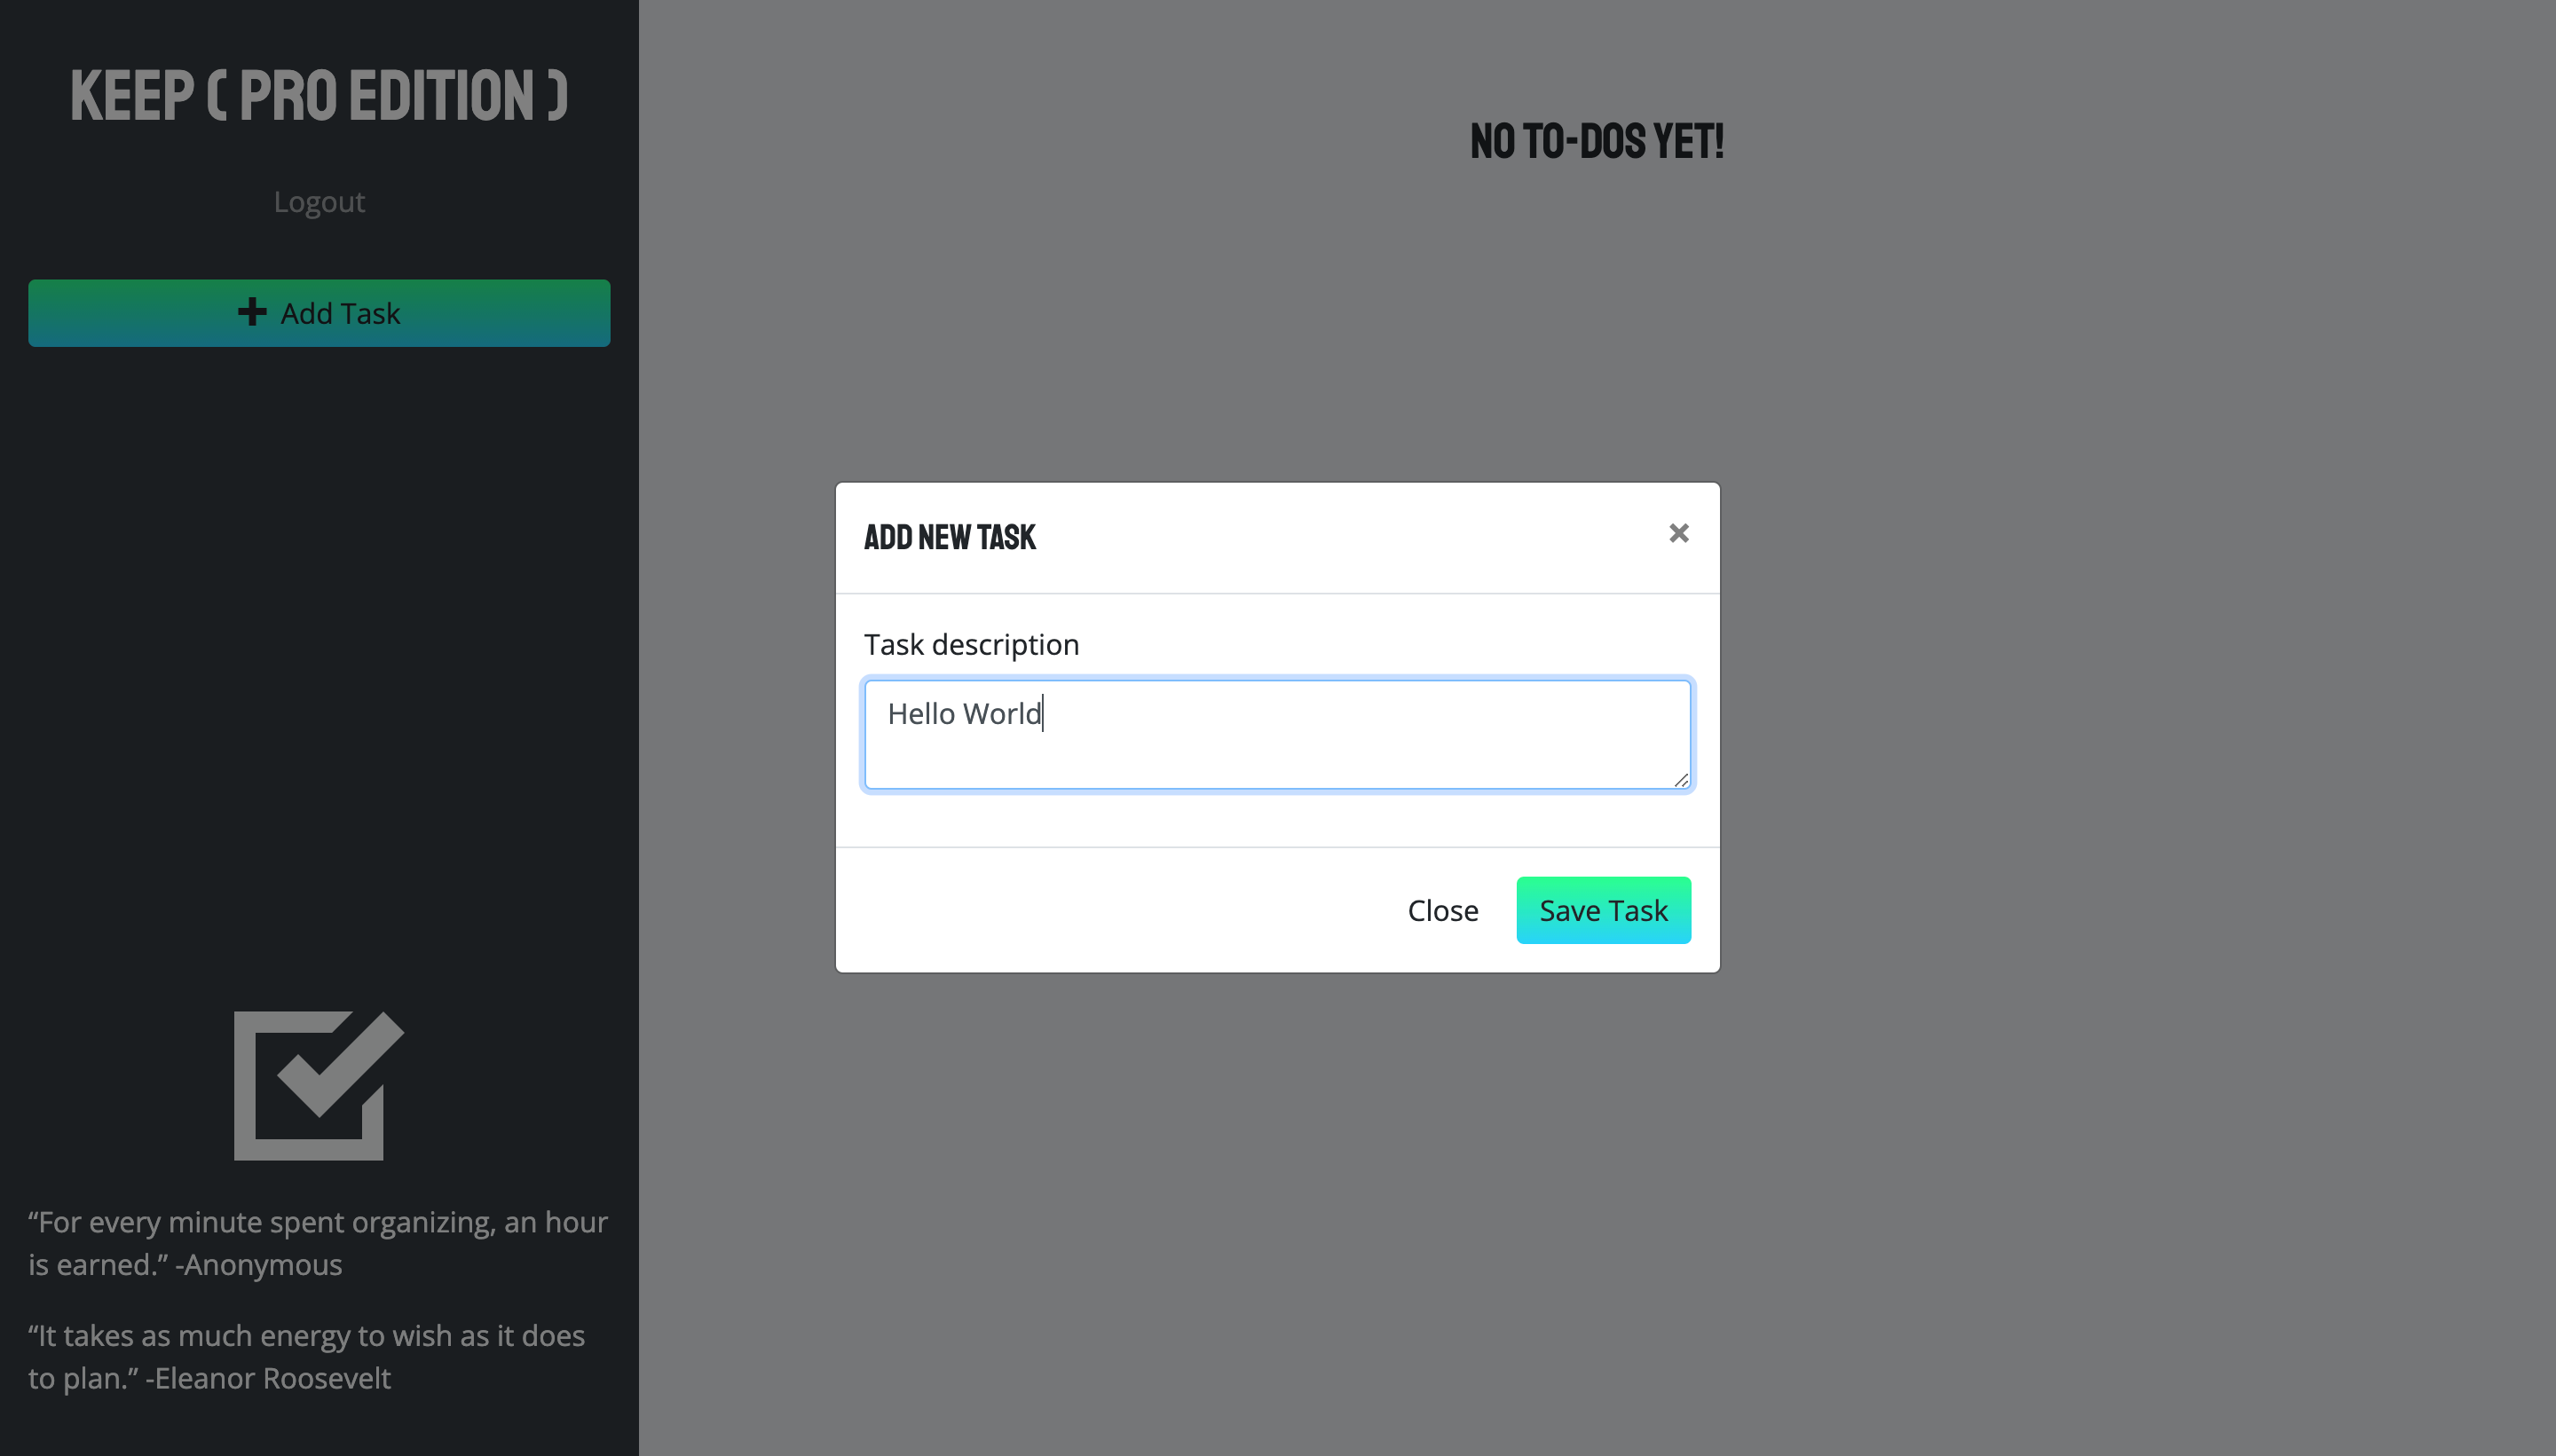 KEEP ( PRO EDITION )
Logout
Add Task
“For every minute spent organizing, an hour
is earned.” -Anonymous
“It takes as much energy to wish as it does
to plan.” -Eleanor Roosevelt
NO TO-DOS YET!
ADD NEW TASK
×
Task description
Hello World
Close
Save Task